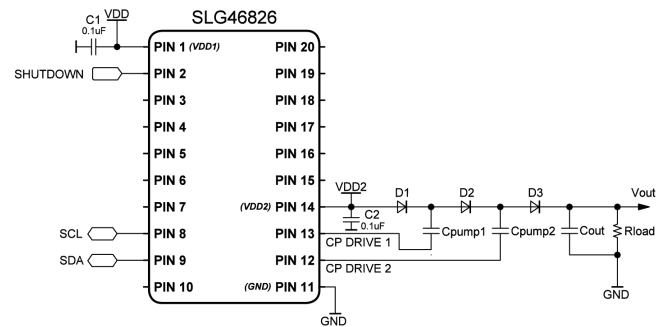 SLG46826
VDD
C1
0.1uF
PIN 1 (VDD1)
PIN 20
SHUTDOWN
PIN 2
PIN 19
PIN 3
PIN 18
PIN 4
PIN 17
PIN 5
PIN 16
PIN 6
PIN 15
PIN 7
(VDD2) PIN 14
VDD2
D1
D2
D3
Vout
C2
0.1uF
SCL
PIN 8
PIN 13
CP DRIVE 1
Cpump1
Cpump2
Cout
Rload
SDA
PIN 9
PIN 12
CP DRIVE 2
PIN 10
(GND) PIN 11
GND
GND